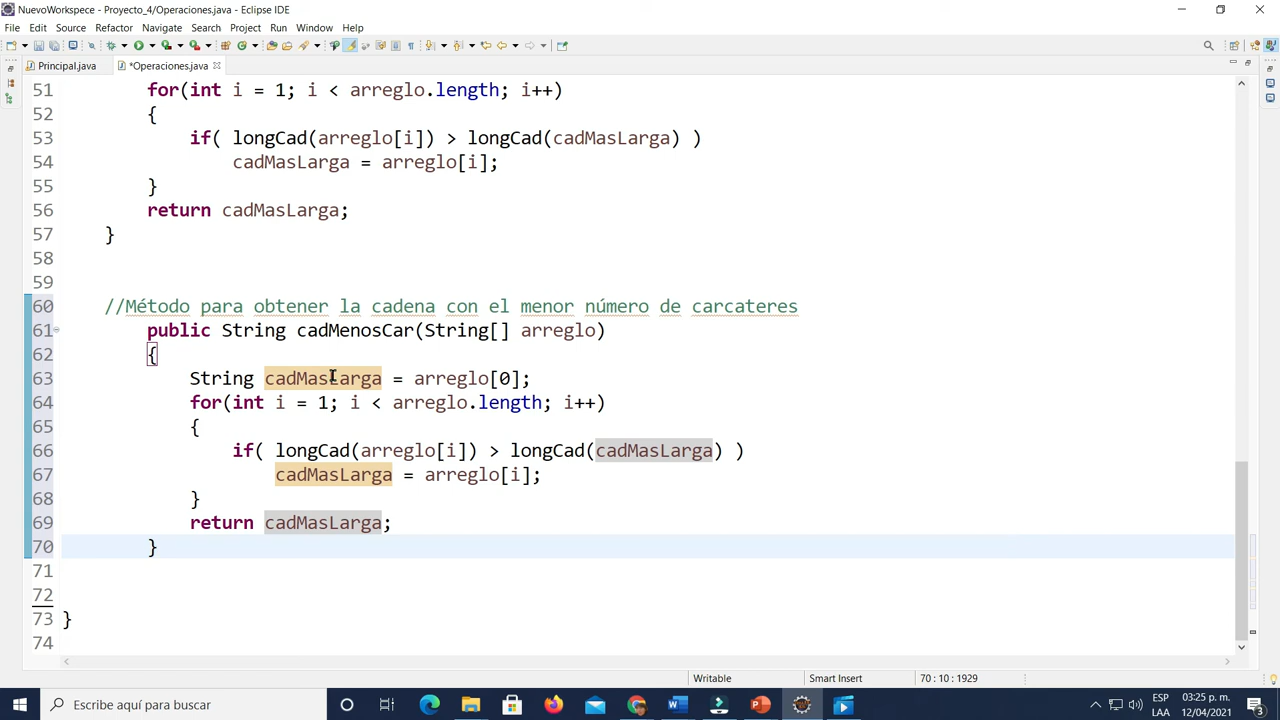 NuevoWorkspece - Proyecto_4/Operaciones.java - Eclipse IDE
File Edit Source Refactor Navigate Search Project Run Window Help
Principal.java *Operaciones.java
51 for(int i = 1; i < arreglo.length; i++)
52 {
53 if( longCad(arreglo[i]) > longCad(cadMasLarga) )
54 cadMasLarga = arreglo[i];
55 }
56 return cadMasLarga;
57 }
58
59
60 //Método para obtener la cadena con el menor número de carcateres
61 public String cadMenosCar(String[] arreglo)
62 {
63 String cadMasLarga = arreglo[0];
64 for(int i = 1; i < arreglo.length; i++)
65 {
66 if( longCad(arreglo[i]) > longCad(cadMasLarga) )
67 cadMasLarga = arreglo[i];
68 }
69 return cadMasLarga;
70 }
71
72
73 }
74
Writable Smart Insert 70 : 10 : 1929
Escribe aquí para buscar
ESP 03:25 p. m.
LAA 12/04/2021
3